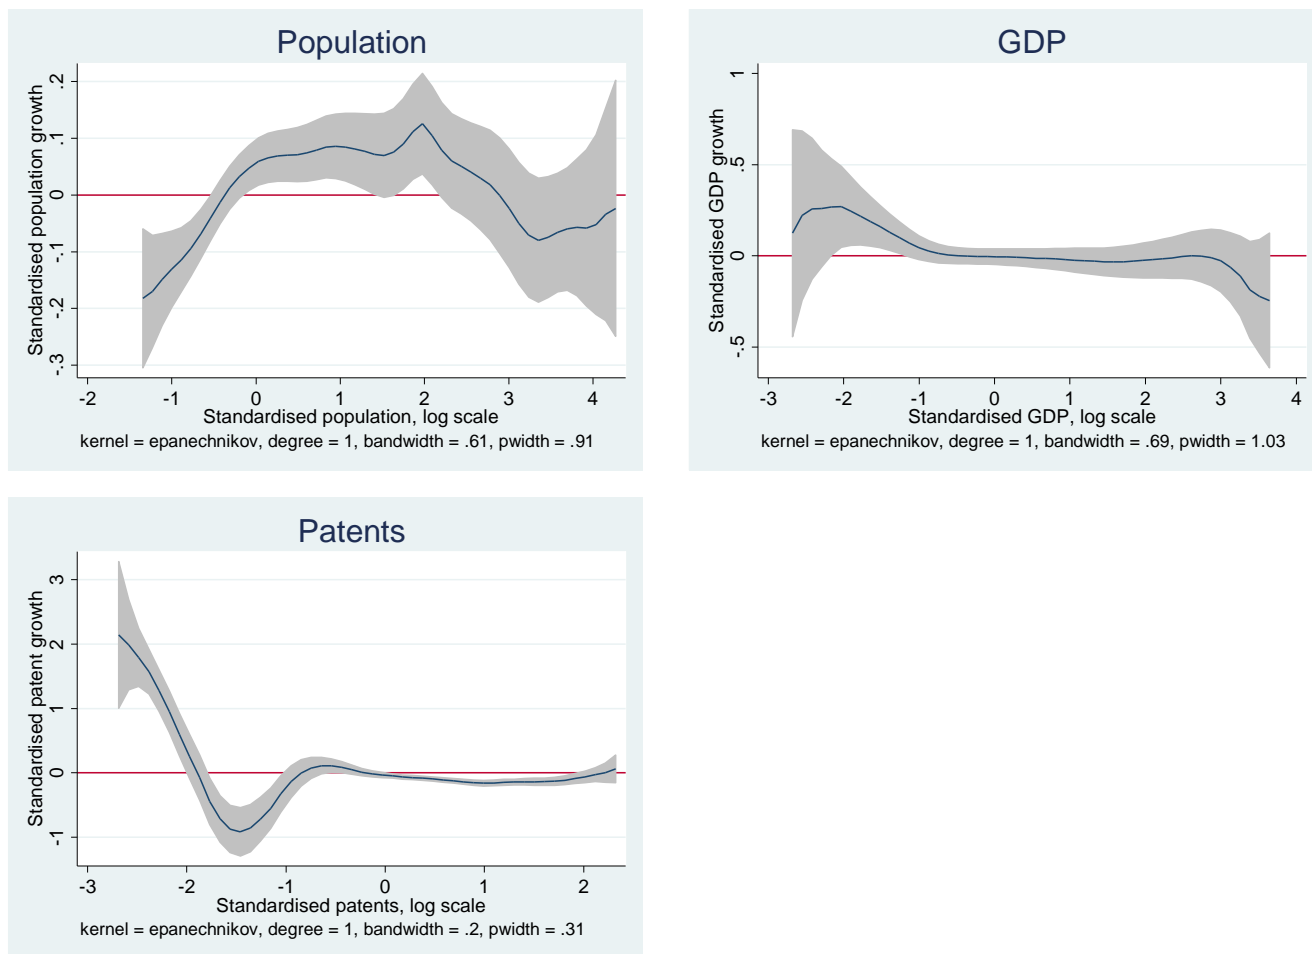 Population
Standardised population growth
.2
.1
0
-.1
-.2
-.3
-2 -1 0 1 2 3 4
Standardised population, log scale
kernel = epanechnikov, degree = 1, bandwidth = .61, pwidth = .91
GDP
Standardised GDP growth
1
.5
0
-.5
-3 -2 -1 0 1 2 3 4
Standardised GDP, log scale
kernel = epanechnikov, degree = 1, bandwidth = .69, pwidth = 1.03
Patents
Standardised patent growth
3
2
1
0
-1
-3 -2 -1 0 1 2
Standardised patents, log scale
kernel = epanechnikov, degree = 1, bandwidth = .2, pwidth = .31